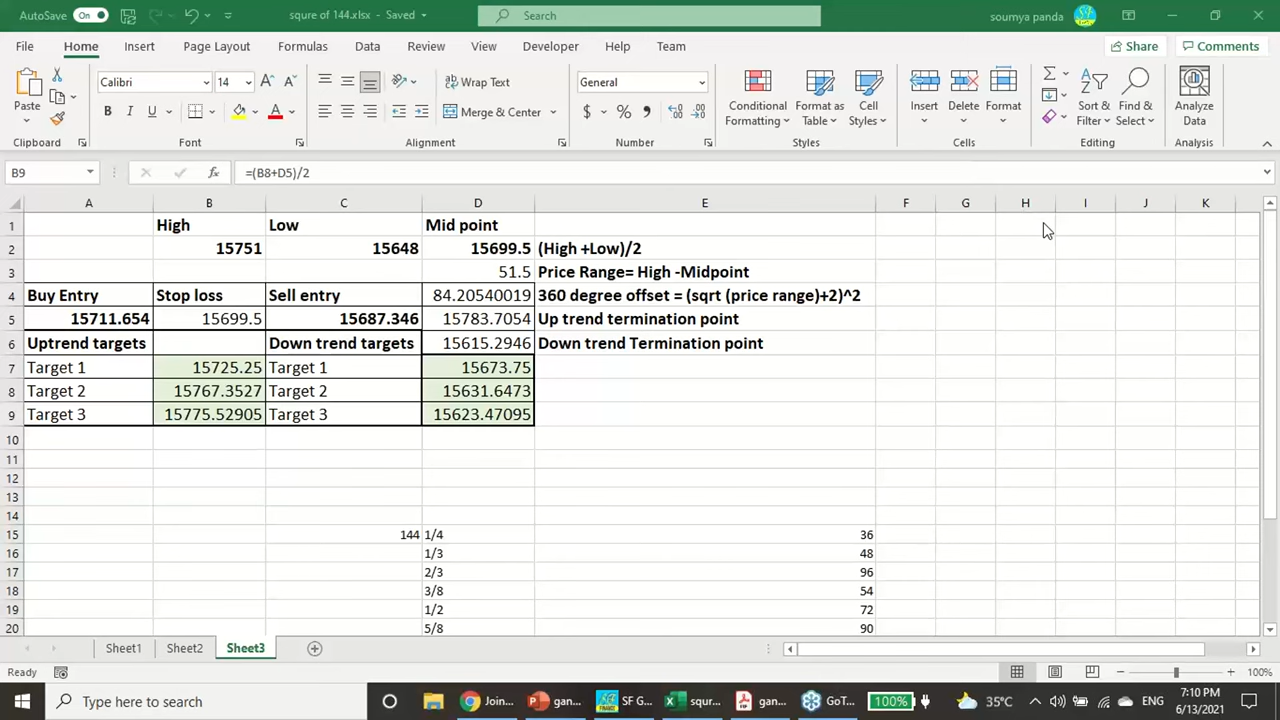 AutoSave On squre of 144.xlsx - Saved Search soumya panda
File Home Insert Page Layout Formulas Data Review View Developer Help Team Share Comments
Calibri 14 Wrap Text General
Paste B I U Merge & Center $ % Conditional Formatting Format as Table Cell Styles Insert Delete Format Sort & Filter Find & Select Analyze Data
Clipboard Font Alignment Number Styles Cells Editing Analysis
B9 fx =(B8+D5)/2
A B C D E F G H I J K
1 High Low Mid point
2 15751 15648 15699.5 (High +Low)/2
3 51.5 Price Range= High -Midpoint
4 Buy Entry Stop loss Sell entry 84.20540019 360 degree offset = (sqrt (price range)+2)^2
5 15711.654 15699.5 15687.346 15783.7054 Up trend termination point
6 Uptrend targets Down trend targets 15615.2946 Down trend Termination point
7 Target 1 15725.25 Target 1 15673.75
8 Target 2 15767.3527 Target 2 15631.6473
9 Target 3 15775.52905 Target 3 15623.47095
10
11
12
13
14
15 144 1/4 36
16 1/3 48
17 2/3 96
18 3/8 54
19 1/2 72
20 5/8 90
Sheet1 Sheet2 Sheet3
Ready 100%
Type here to search Join... gan... SF G... squr... gan... GoT... 100% 35°C ENG 7:10 PM
6/13/2021